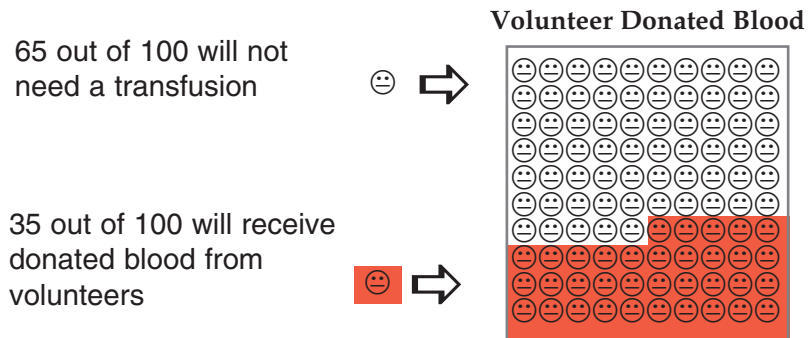 Volunteer Donated Blood
65 out of 100 will not
need a transfusion
35 out of 100 will receive
donated blood from
volunteers